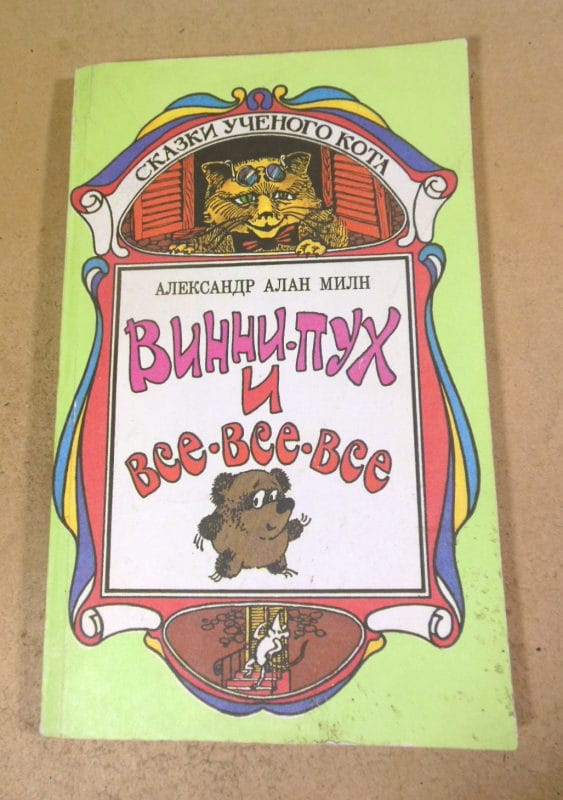 СКАЗКИ УЧЕНОГО КОТА
АЛЕКСАНДР АЛАН МИЛН
ВИННИ-ПУХ
И
ВСЕ-ВСЕ-ВСЕ